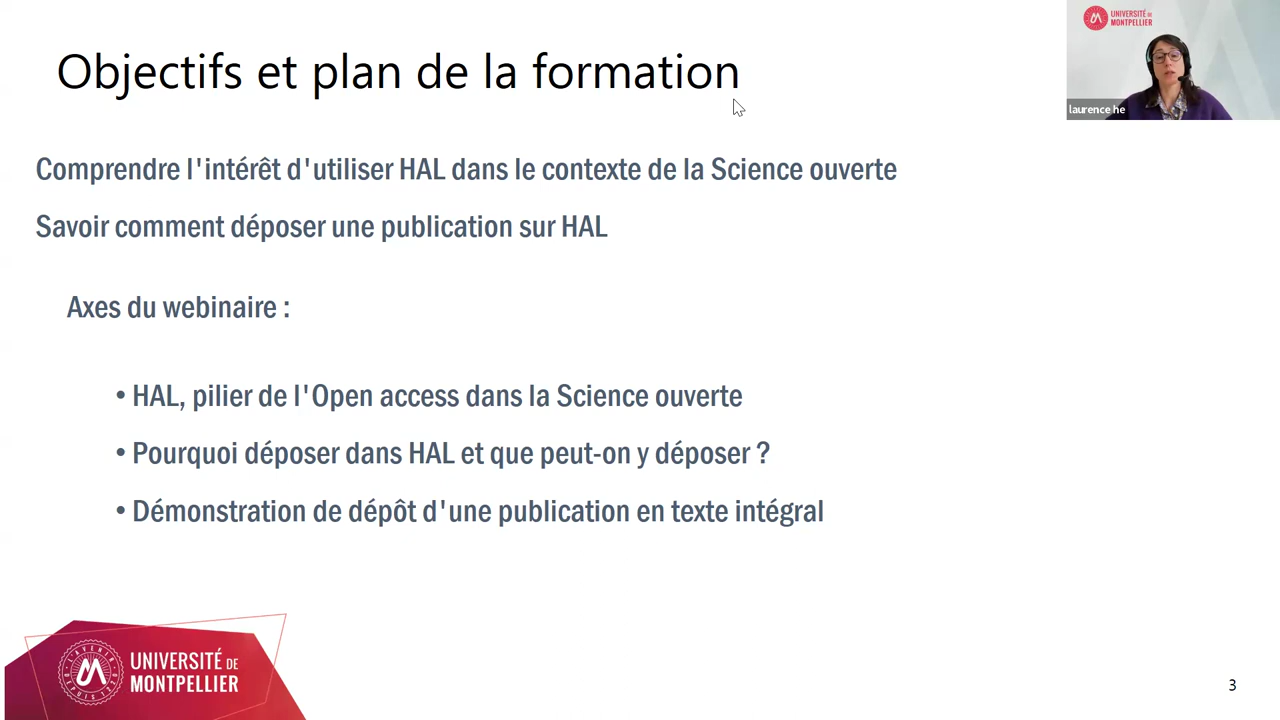 Objectifs et plan de la formation
UNIVERSITÉ DE
MONTPELLIER
laurence he
Comprendre l'intérêt d'utiliser HAL dans le contexte de la Science ouverte
Savoir comment déposer une publication sur HAL
Axes du webinaire :
• HAL, pilier de l'Open access dans la Science ouverte
• Pourquoi déposer dans HAL et que peut-on y déposer ?
• Démonstration de dépôt d'une publication en texte intégral
UNIVERSITÉ DE
MONTPELLIER
3